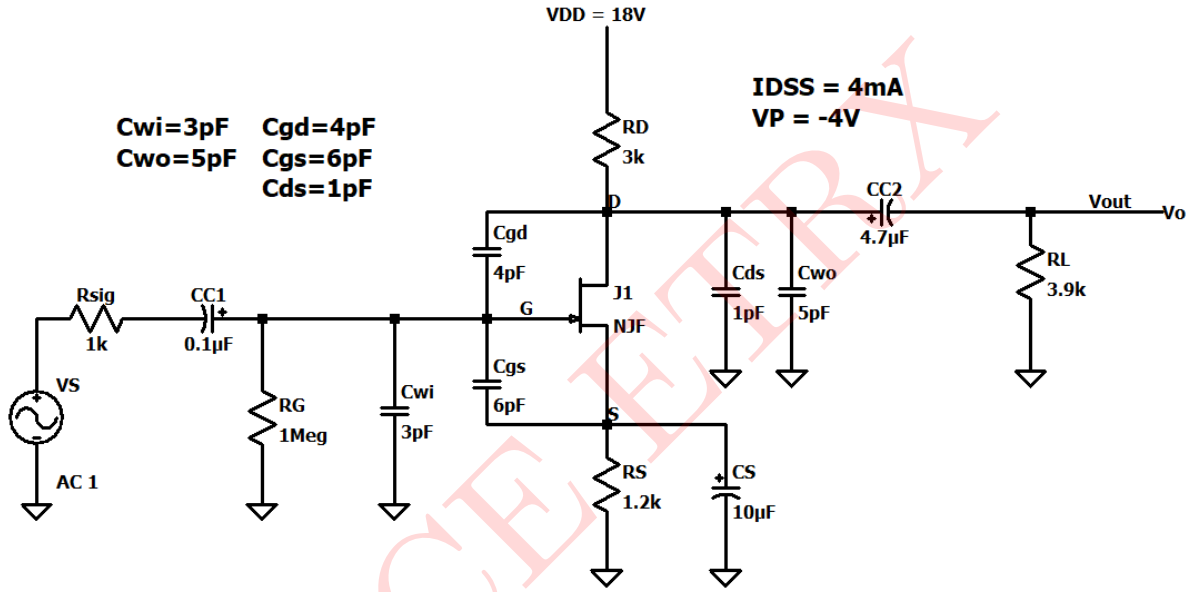 VDD = 18V
IDSS = 4mA
VP = -4V
Cwi=3pF Cgd=4pF
Cwo=5pF Cgs=6pF
Cds=1pF
RD
3k
D
CC2
4.7µF
Vout
Vo
Cgd
4pF
Cds
1pF
Cwo
5pF
RL
3.9k
Rsig
1k
CC1
0.1µF
G
J1
NJF
VS
AC 1
RG
1Meg
Cwi
3pF
Cgs
6pF
S
RS
1.2k
CS
10µF
CE ETRX